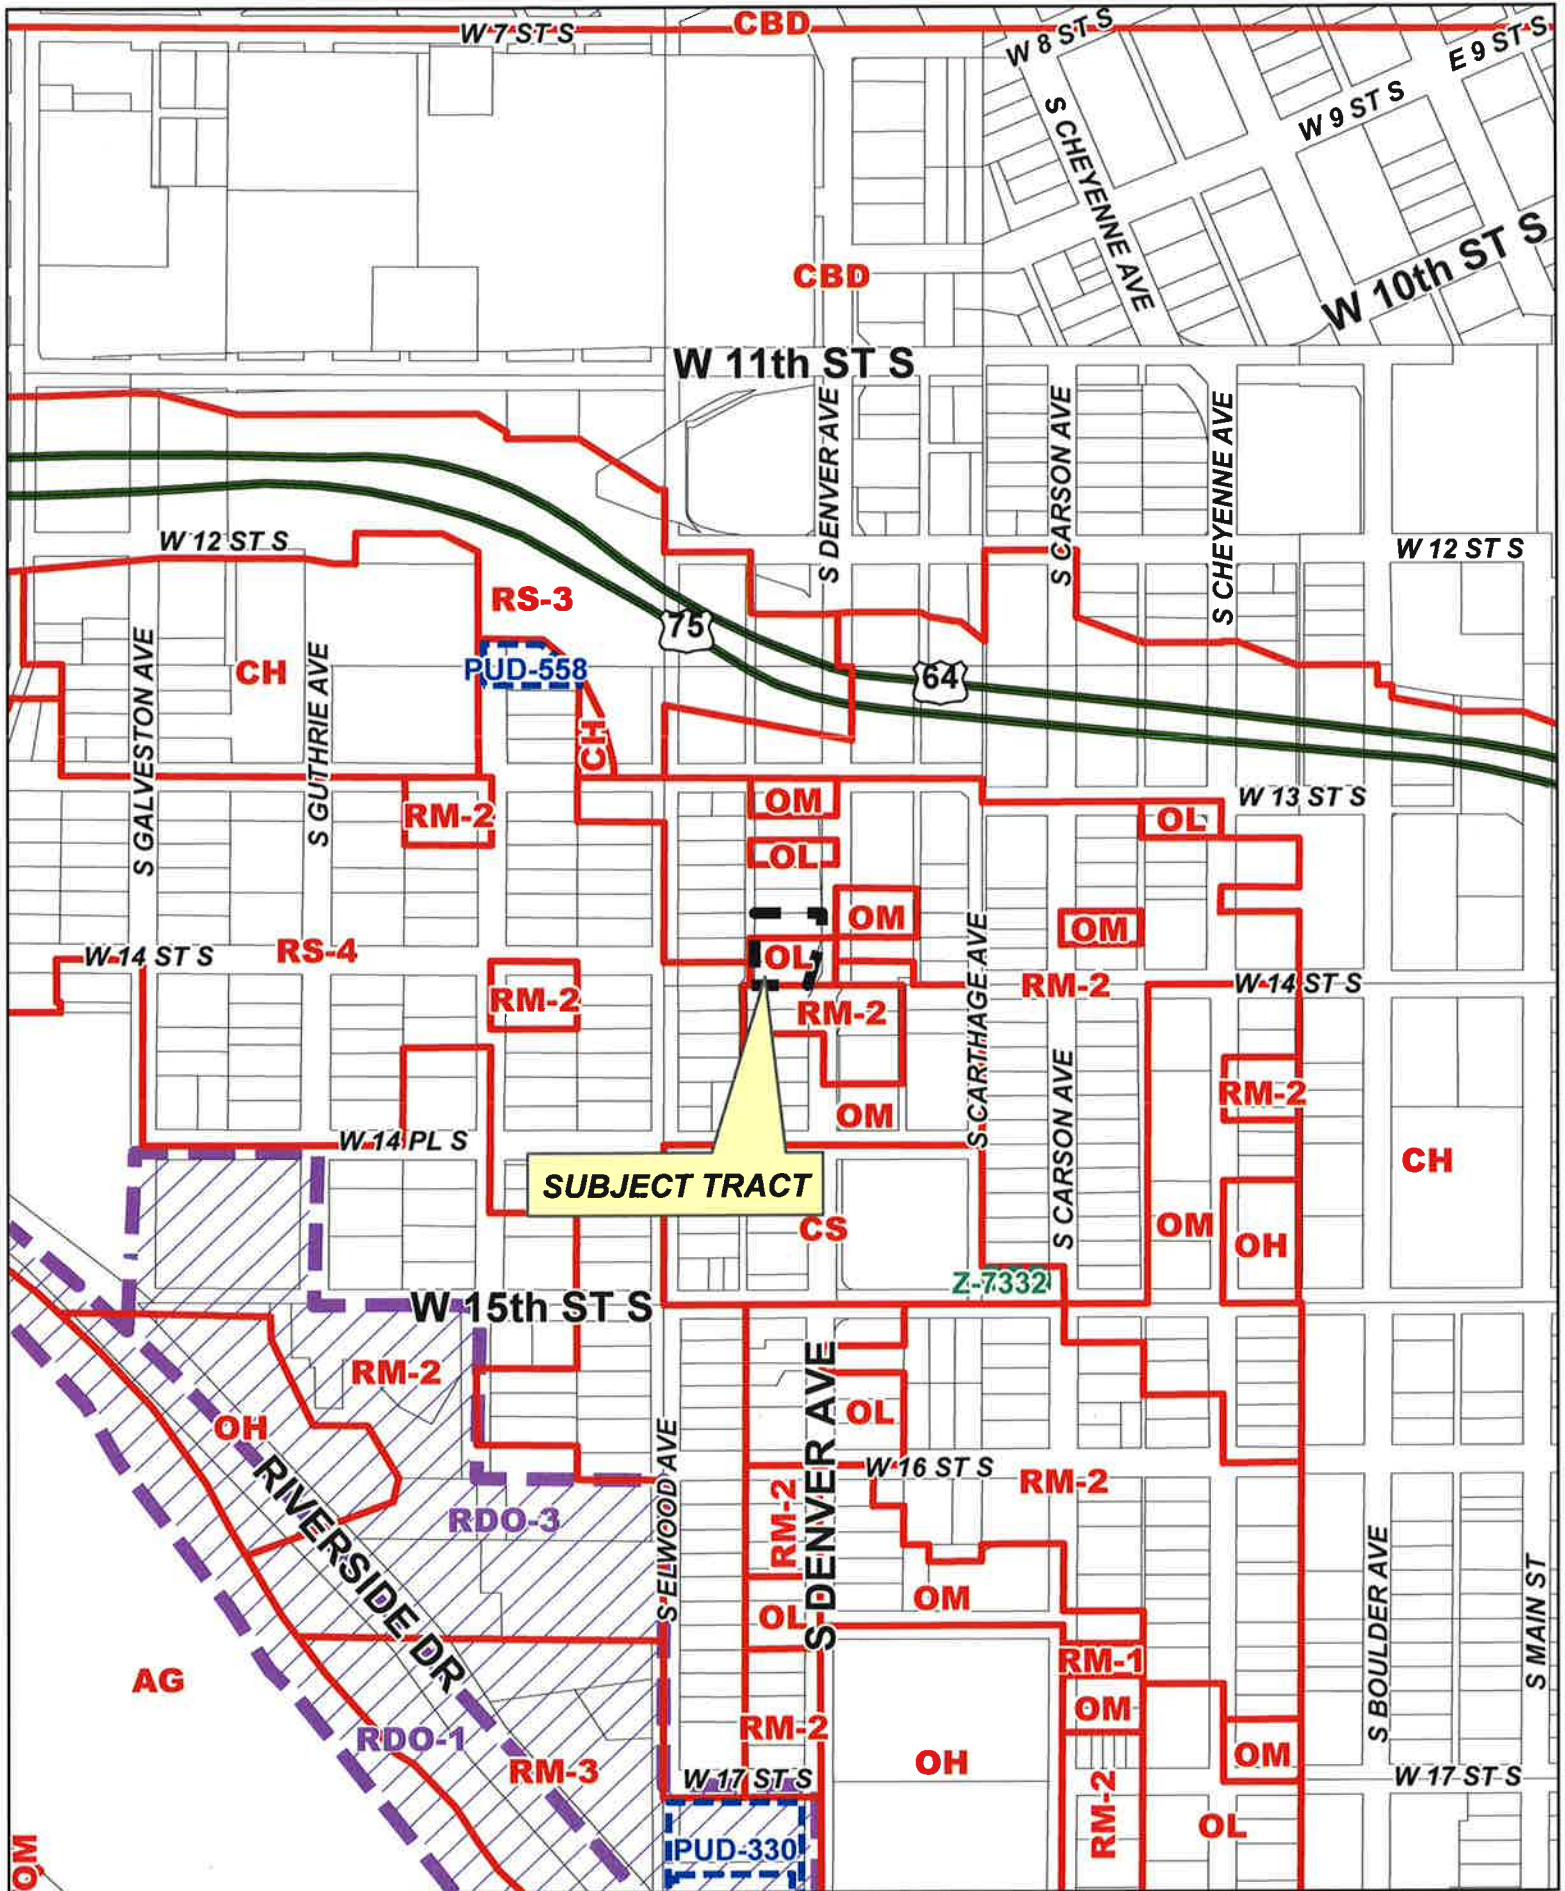 CBD
W 7 ST S
W 8 ST S
E 9 ST S
W 9 ST S
S CHEYENNE AVE
CBD
W 10th ST S
W 11th ST S
S DENVER AVE
S CARSON AVE
S CHEYENNE AVE
W 12 ST S
W 12 ST S
RS-3
75
64
CH
PUD-558
CH
S GALVESTON AVE
S GUTHRIE AVE
W 13 ST S
RM-2
OM
OL
OL
OM
OM
RS-4
W 14 ST S
OL
S CARTHAGE AVE
RM-2
W 14 ST S
RM-2
RM-2
RM-2
S CARSON AVE
OM
W 14 PL S
CH
SUBJECT TRACT
CS
OM
OH
Z-7332
W 15th ST S
RM-2
OH
OL
S DENVER AVE
W 16 ST S
RM-2
RM-2
RIVERSIDE DR
RDO-3
S ELWOOD AVE
OM
OL
S BOULDER AVE
S MAIN ST
RM-1
AG
OM
RDO-1
RM-2
RM-3
OH
OM
W 17 ST S
W 17 ST S
RM-2
OL
PUD-330
OM